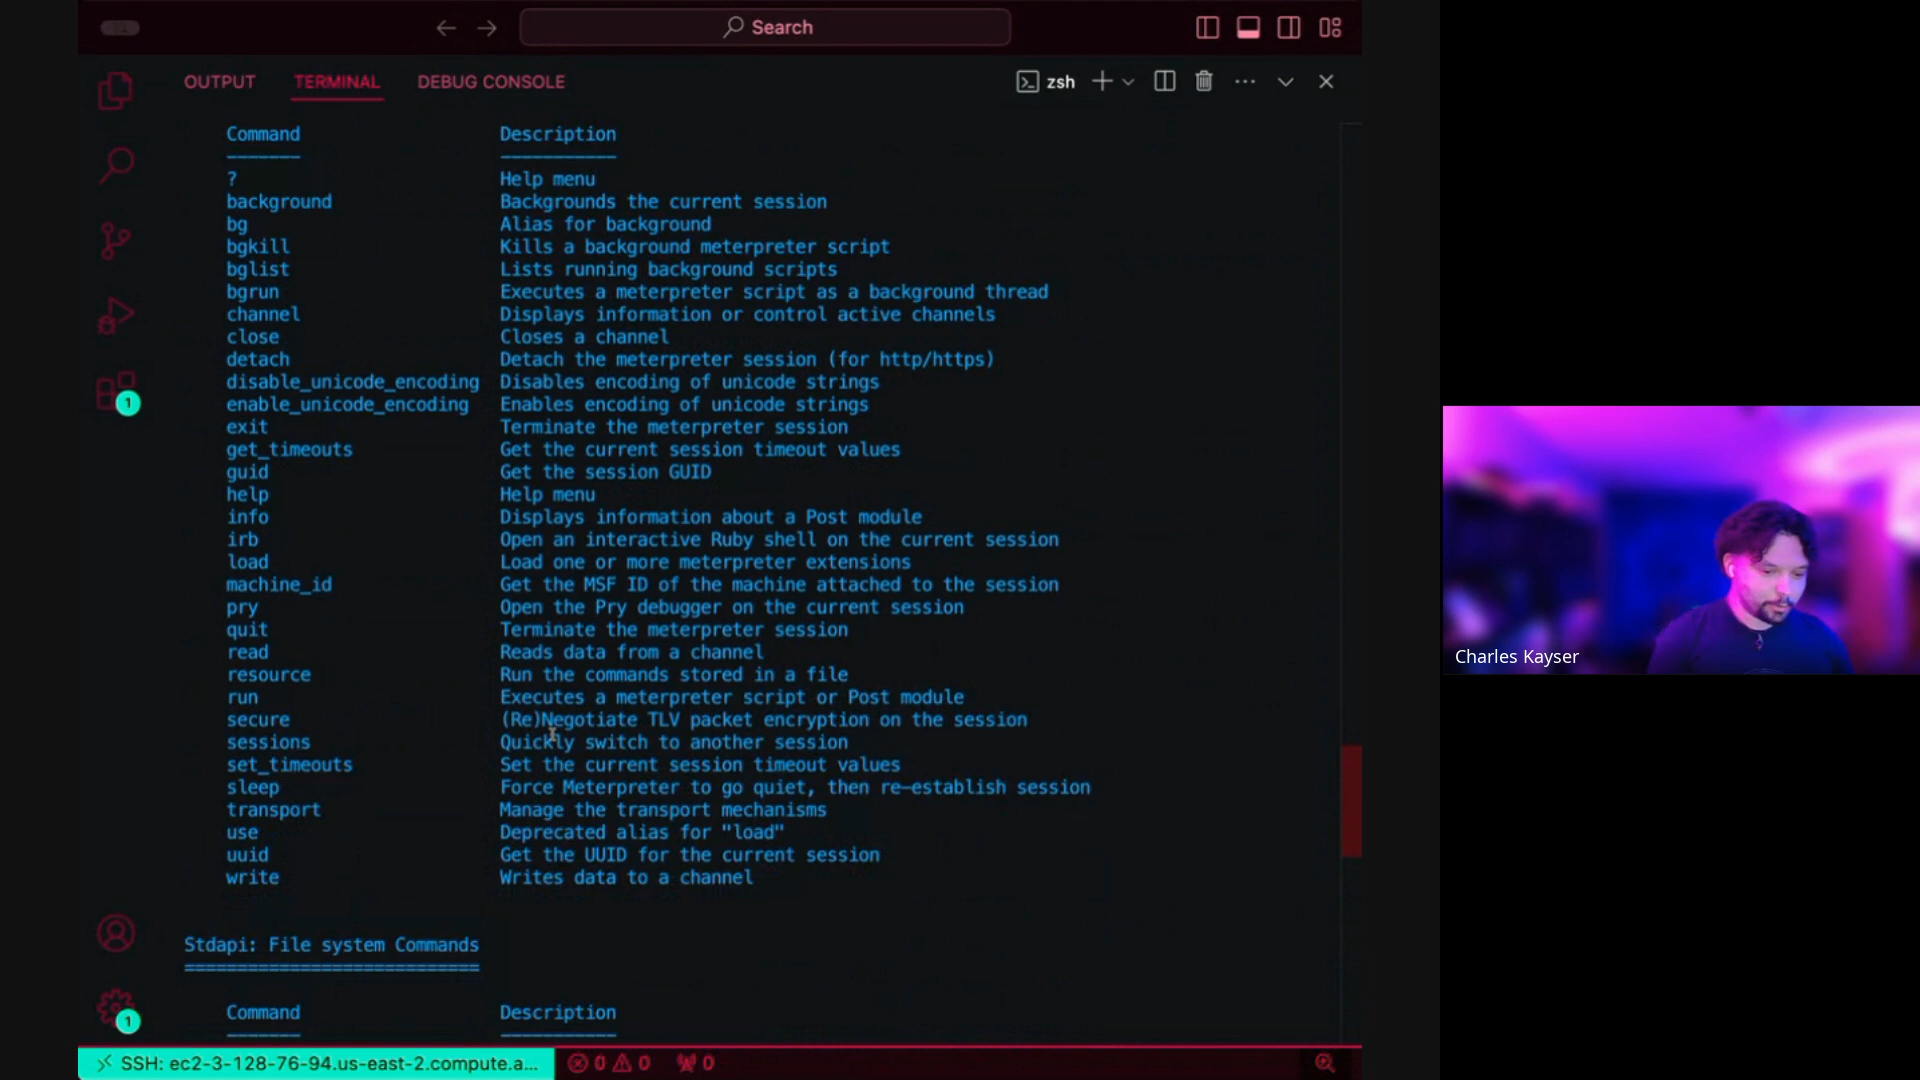 Search
OUTPUT TERMINAL DEBUG CONSOLE zsh
Command Description
------- -----------
? Help menu
background Backgrounds the current session
bg Alias for background
bgkill Kills a background meterpreter script
bglist Lists running background scripts
bgrun Executes a meterpreter script as a background thread
channel Displays information or control active channels
close Closes a channel
detach Detach the meterpreter session (for http/https)
disable_unicode_encoding Disables encoding of unicode strings
enable_unicode_encoding Enables encoding of unicode strings
exit Terminate the meterpreter session
get_timeouts Get the current session timeout values
guid Get the session GUID
help Help menu
info Displays information about a Post module
irb Open an interactive Ruby shell on the current session
load Load one or more meterpreter extensions
machine_id Get the MSF ID of the machine attached to the session
pry Open the Pry debugger on the current session
quit Terminate the meterpreter session
read Reads data from a channel
resource Run the commands stored in a file
run Executes a meterpreter script or Post module
secure (Re)Negotiate TLV packet encryption on the session
sessions Quickly switch to another session
set_timeouts Set the current session timeout values
sleep Force Meterpreter to go quiet, then re-establish session
transport Manage the transport mechanisms
use Deprecated alias for "load"
uuid Get the UUID for the current session
write Writes data to a channel
Stdapi: File system Commands
============================
Command Description
------- -----------
1
1
SSH: ec2-3-128-76-94.us-east-2.compute.a... 0 0 0
Charles Kayser